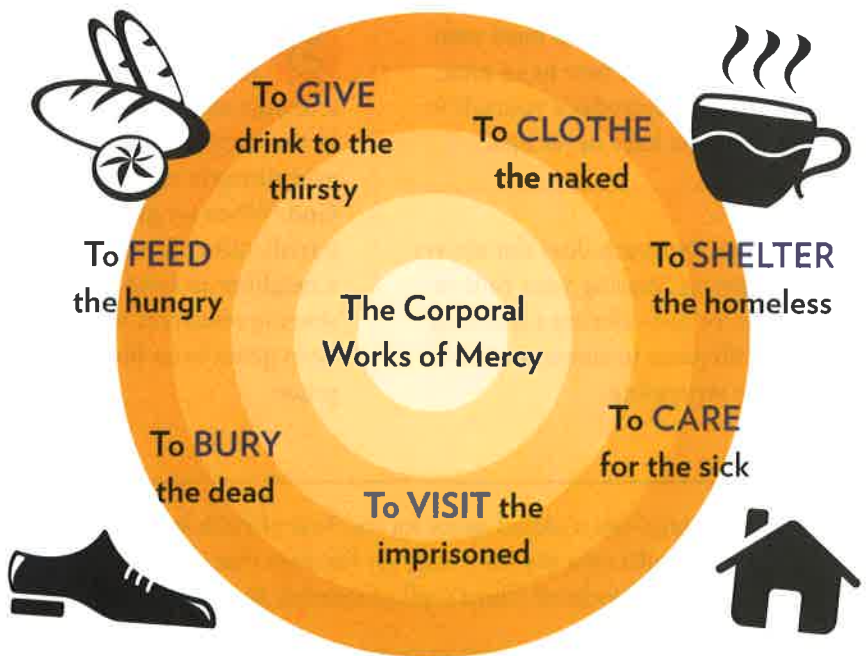 To GIVE
drink to the
thirsty
To CLOTHE
the naked
To FEED
the hungry
To SHELTER
the homeless
The Corporal
Works of Mercy
To CARE
for the sick
To BURY
the dead
To VISIT the
imprisoned